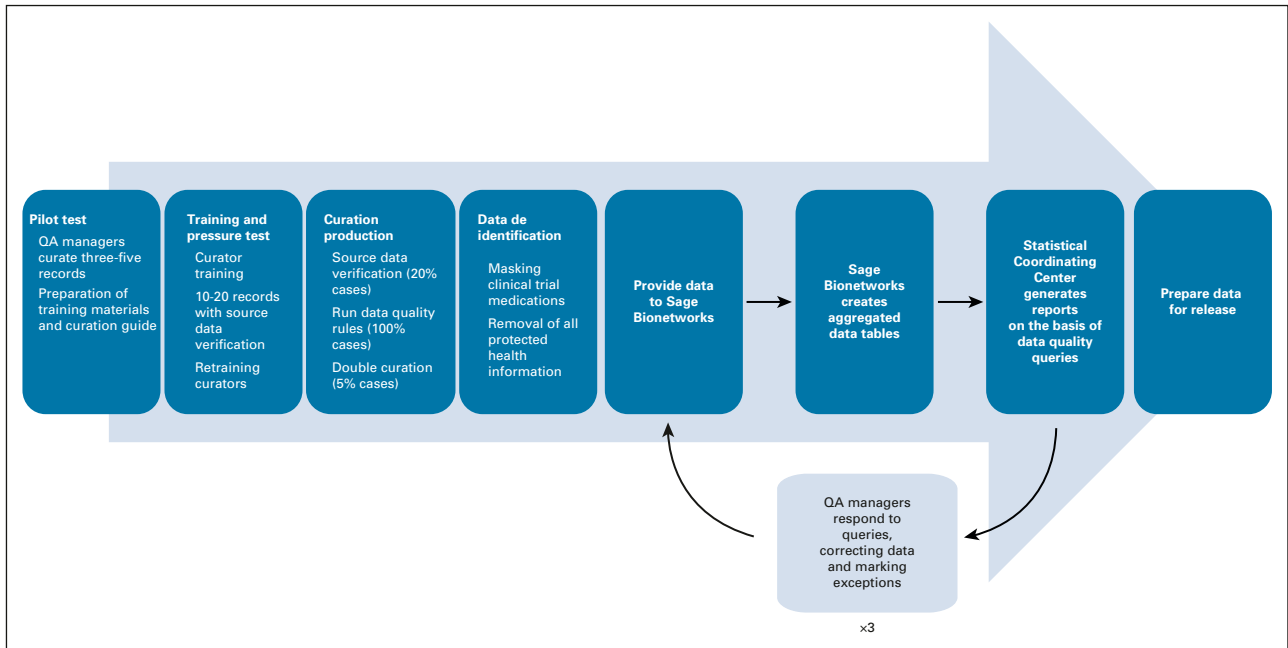 Pilot test
QA managers
curate three-five
records
Preparation of
training materials
and curation guide
Training and
pressure test
Curator
training
10-20 records
with source
data
verification
Retraining
curators
Curation
production
Source data
verification (20%
cases)
Run data quality
rules (100%
cases)
Double curation
(5% cases)
Data de
identification
Masking
clinical trial
medications
Removal of all
protected
health
information
Provide data
to Sage
Bionetworks
Sage
Bionetworks
creates
aggregated
data tables
Statistical
Coordinating
Center
generates
reports
on the basis of
data quality
queries
Prepare data
for release
QA managers
respond to
queries,
correcting data
and marking
exceptions
×3